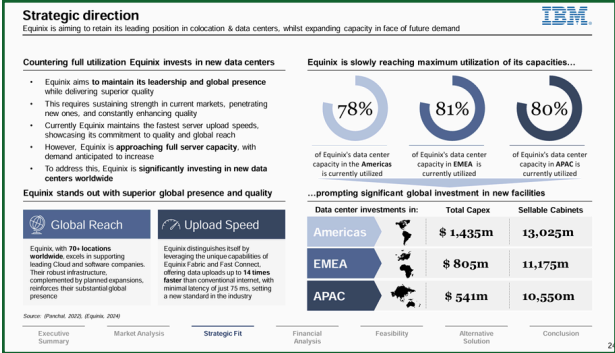 Strategic direction
Equinix is aiming to retain its leading position in colocation & data centers, whilst expanding capacity in face of future demand
IBM
Countering full utilization Equinix invests in new data centers
• Equinix aims to maintain its leadership and global presence
while delivering superior quality
• This requires sustaining strength in current markets, penetrating
new ones, and constantly enhancing quality
• Currently Equinix maintains the fastest server upload speeds,
showcasing its commitment to quality and global reach
• However, Equinix is approaching full server capacity, with
demand anticipated to increase
• To address this, Equinix is significantly investing in new data
centers worldwide
Equinix is slowly reaching maximum utilization of its capacities…
78%
81%
80%
of Equinix's data center
capacity in the Americas
is currently utilized
of Equinix's data center
capacity in EMEA is
currently utilized
of Equinix's data center
capacity in APAC is
currently utilized
Equinix stands out with superior global presence and quality
Global Reach
Equinix, with 70+ locations
worldwide, excels in supporting
leading Cloud and software companies.
Their robust infrastructure,
complemented by planned expansions,
reinforces their substantial global
presence
Upload Speed
Equinix distinguishes itself by
leveraging the unique capabilities of
Equinix Fabric and Fast Connect,
offering data uploads up to 14 times
faster than conventional internet, with
minimal latency of just 75 ms, setting
a new standard in the industry
…prompting significant global investment in new facilities
Data center investments in: Total Capex Sellable Cabinets
Americas $ 1,435m 13,025m
EMEA $ 805m 11,175m
APAC $ 541m 10,550m
Source: (Panchal, 2022), (Equinix, 2024)
Executive
Summary
Market Analysis
Strategic Fit
Financial
Analysis
Feasibility
Alternative
Solution
Conclusion